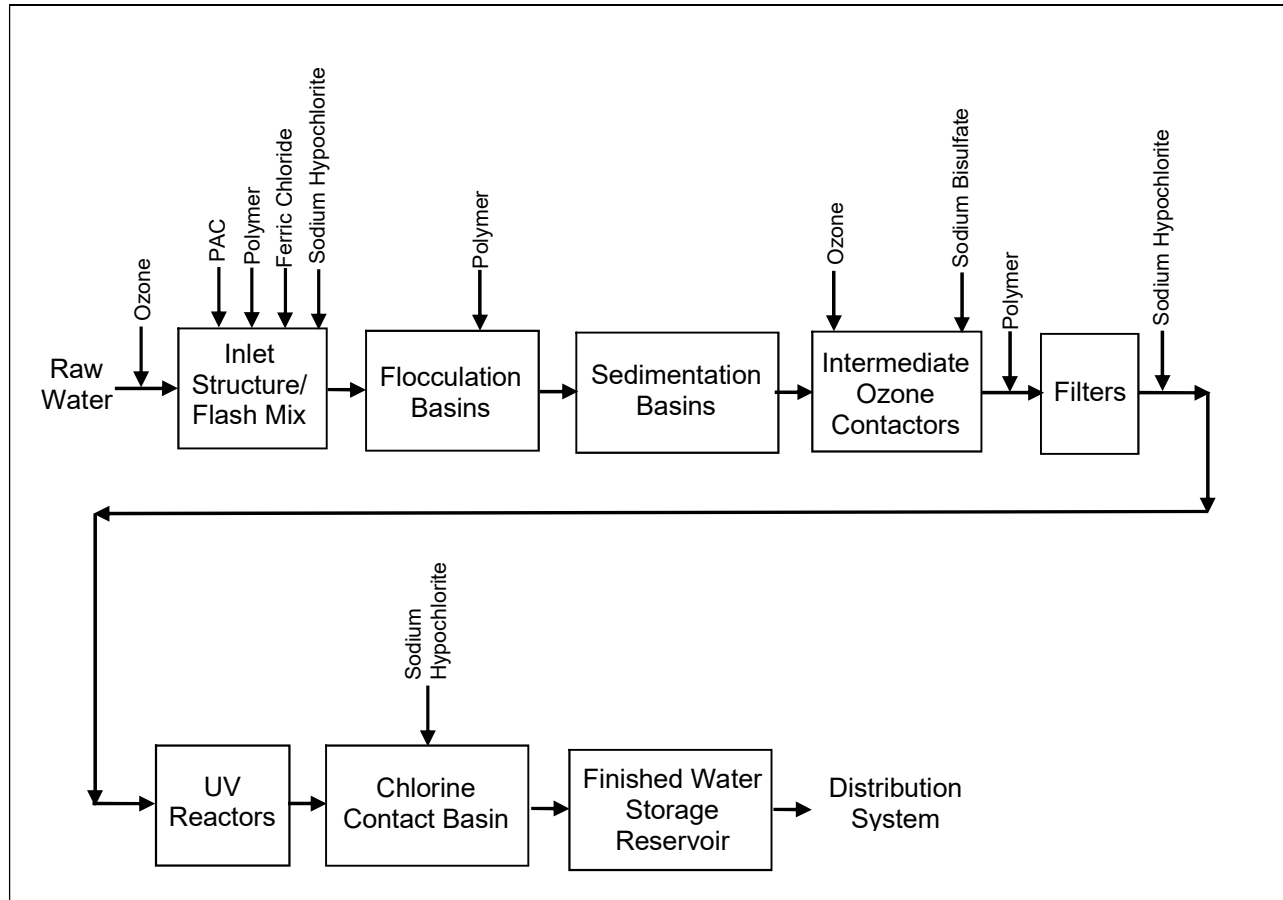 Raw
Water
Ozone
PAC
Polymer
Ferric Chloride
Sodium Hypochlorite
Inlet
Structure/
Flash Mix
Polymer
Flocculation
Basins
Sedimentation
Basins
Ozone
Sodium Bisulfate
Intermediate
Ozone
Contactors
Polymer
Filters
Sodium Hypochlorite
UV
Reactors
Sodium
Hypochlorite
Chlorine
Contact Basin
Finished Water
Storage
Reservoir
Distribution
System